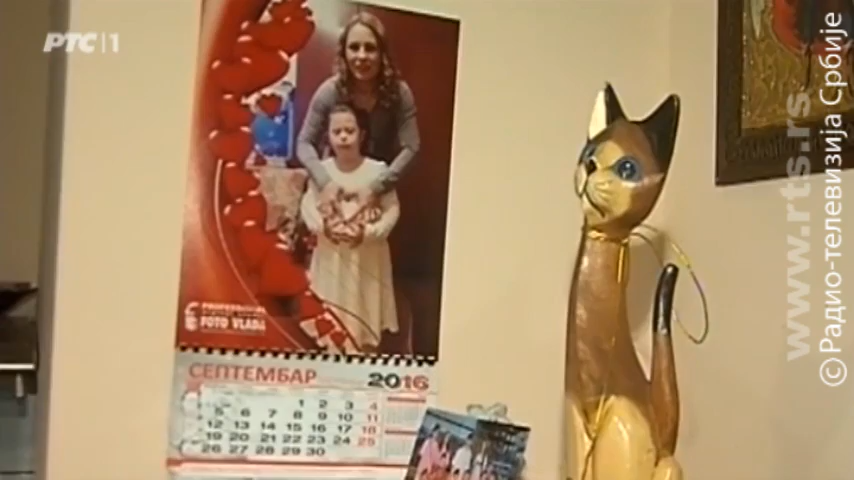 РТС|1
PROFESSIONAL
FOTO VLADA
СЕПТЕМБАР 2016
1 2 3 4
5 6 7 8 9 10 11
12 13 14 15 16 17 18
19 20 21 22 23 24 25
26 27 28 29 30
www.rts.rs
© Радио-телевизија Србије